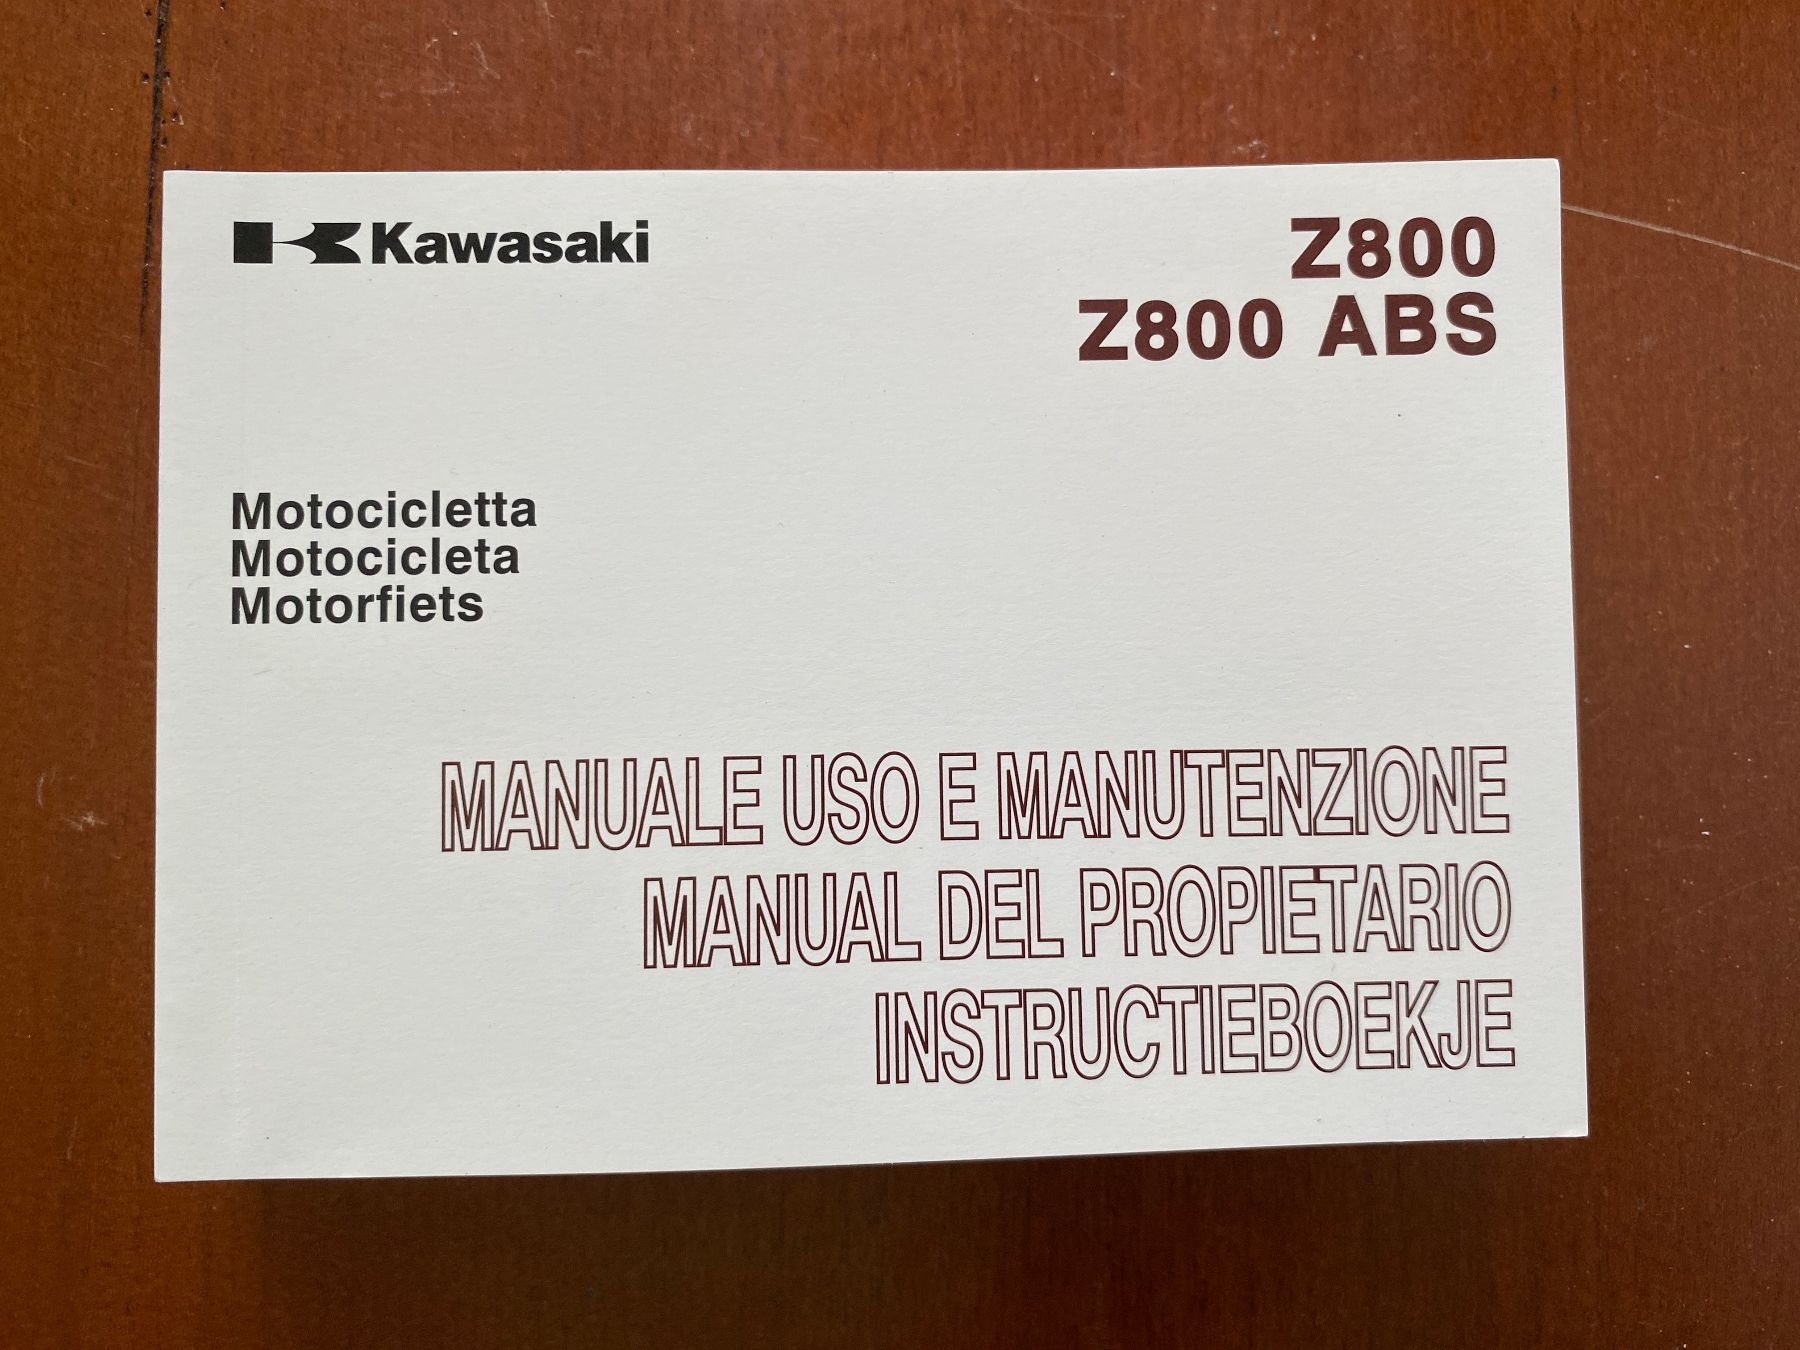 Kawasaki
Z800
Z800 ABS
Motocicletta
Motocicleta
Motorfiets
MANUALE USO E MANUTENZIONE
MANUAL DEL PROPIETARIO
INSTRUCTIEBOEKJE